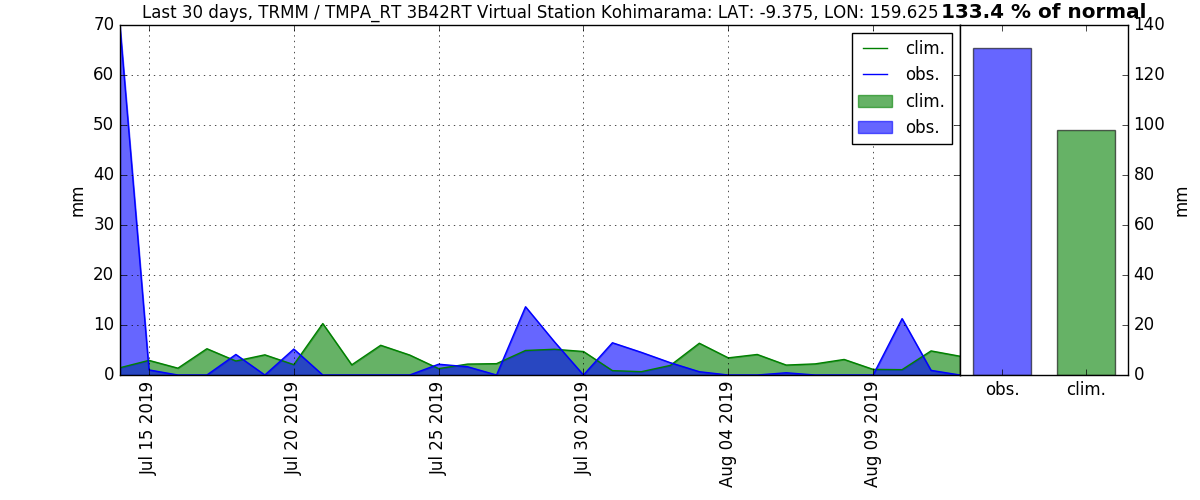 Last 30 days, TRMM / TMPA_RT 3B42RT Virtual Station Kohimarama: LAT: -9.375, LON: 159.625 133.4 % of normal
70
60
50
40
30
20
10
0
mm
clim.
obs.
clim.
obs.
140
120
100
80
60
40
20
0
mm
Jul 15 2019
Jul 20 2019
Jul 25 2019
Jul 30 2019
Aug 04 2019
Aug 09 2019
obs.
clim.